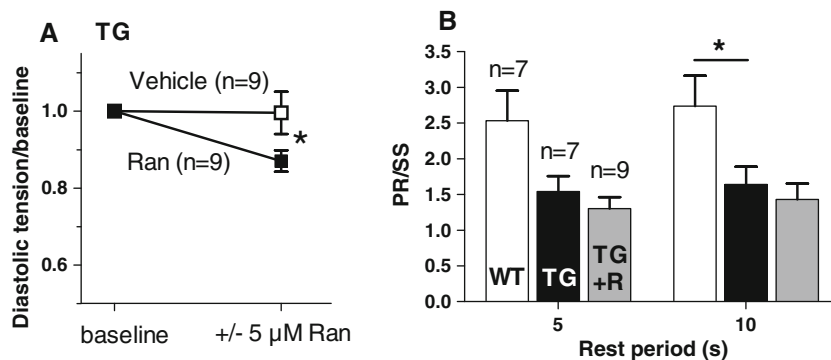 A TG
Diastolic tension/baseline
1.0
0.8
0.6
Vehicle (n=9)
*
Ran (n=9)
baseline +/- 5 µM Ran
B
PR/SS
3.5
3.0
2.5
2.0
1.5
1.0
0.5
0.0
n=7
n=7
n=9
*
WT TG TG
+R
5 10
Rest period (s)